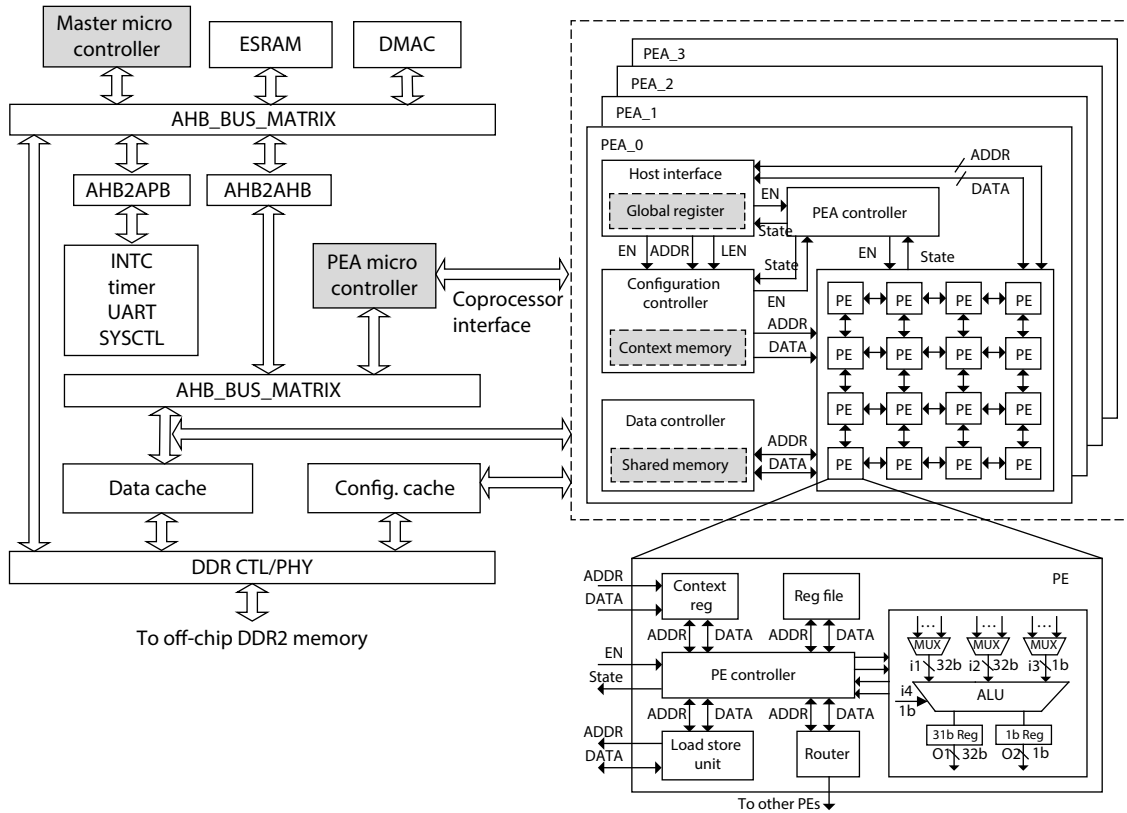 Master micro
controller
ESRAM
DMAC
AHB_BUS_MATRIX
AHB2APB
AHB2AHB
INTC
timer
UART
SYSCTL
PEA micro
controller
Coprocessor
interface
AHB_BUS_MATRIX
Data cache
Config. cache
DDR CTL/PHY
To off-chip DDR2 memory
PEA_3
PEA_2
PEA_1
PEA_0
Host interface
Global register
ADDR
DATA
EN
State
PEA controller
EN
ADDR
LEN
State
EN
EN
State
Configuration
controller
Context memory
ADDR
DATA
Data controller
Shared memory
ADDR
DATA
PE PE PE PE
PE PE PE PE
PE PE PE PE
PE PE PE PE
PE
ADDR
DATA
Context
reg
Reg file
ADDR
DATA
ADDR
DATA
EN
State
PE controller
ADDR
DATA
ADDR
DATA
ADDR
DATA
Load store
unit
Router
To other PEs
... ... ...
MUX MUX MUX
i1 32b i2 32b i3 1b
i4
1b
ALU
31b Reg 1b Reg
O1 32b O2 1b